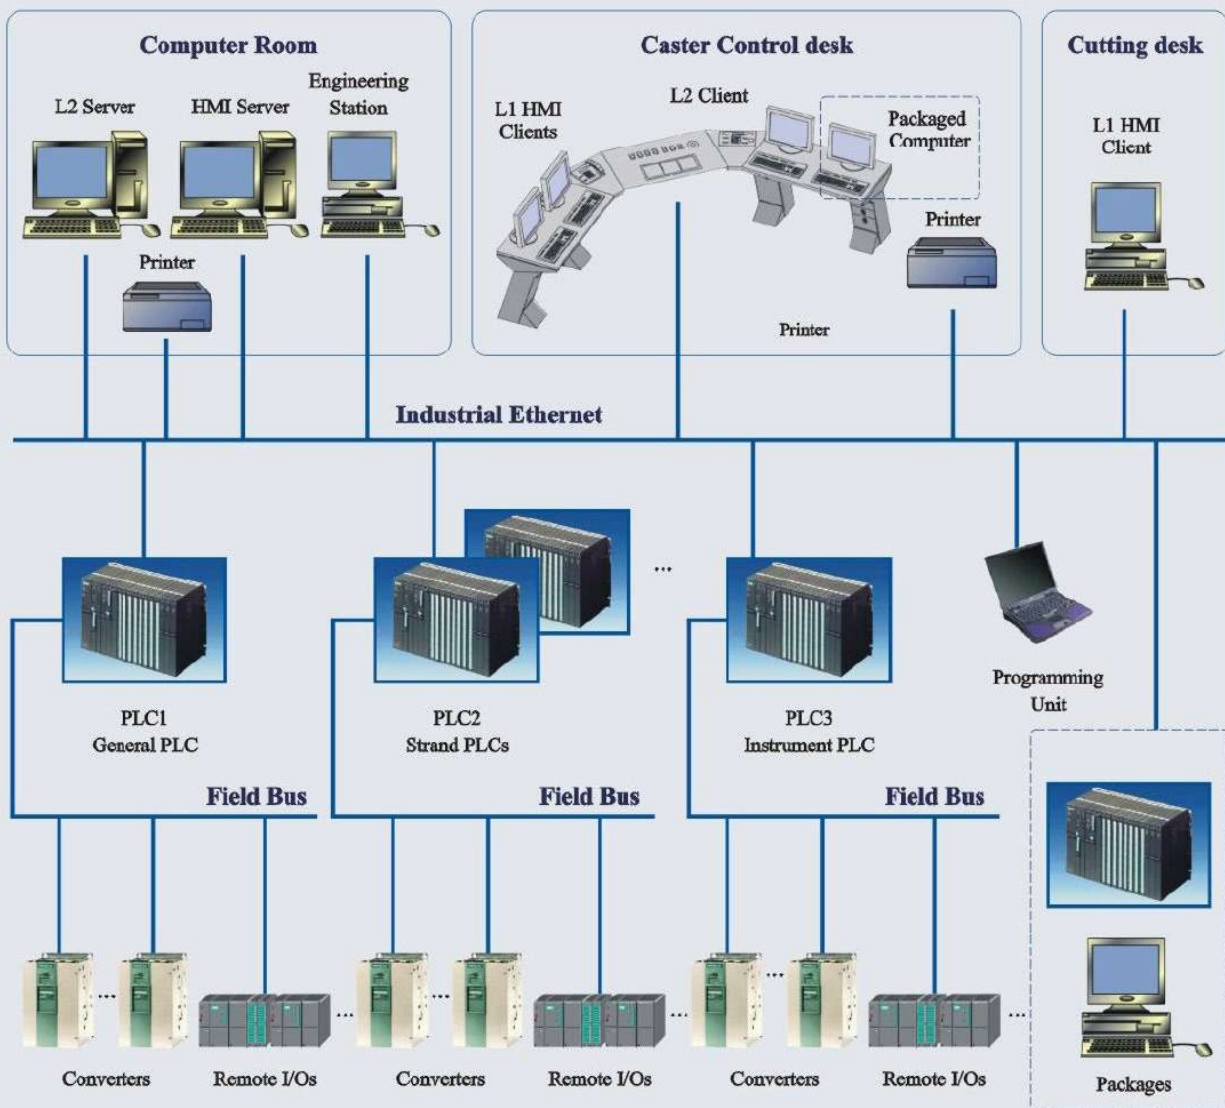 Computer Room
Caster Control desk
Cutting desk
L2 Server
HMI Server
Engineering
Station
Printer
L1 HMI
Clients
L2 Client
Packaged
Computer
Printer
Printer
L1 HMI
Client
Industrial Ethernet
...
PLC1
General PLC
PLC2
Strand PLCs
PLC3
Instrument PLC
Programming
Unit
Field Bus
Field Bus
Field Bus
... ... ... ... ... ...
Converters
Remote I/Os
Converters
Remote I/Os
Converters
Remote I/Os
Packages